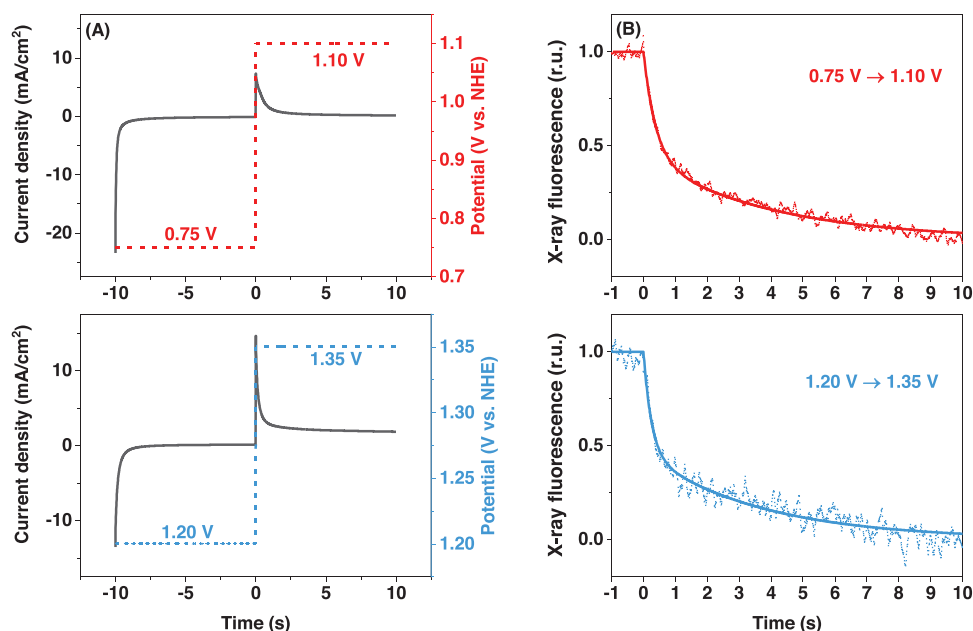 (A)
Current density (mA/cm²)
15
10
0
-10
-20
0.75 V
1.10 V
1.1
1.0
0.9
0.8
0.7
Potential (V vs. NHE)
-10 -5 0 5 10
(B)
X-ray fluorescence (r.u.)
1.0
0.5
0.0
0.75 V → 1.10 V
-1 0 1 2 3 4 5 6 7 8 9 10
Current density (mA/cm²)
10
0
-10
1.20 V
1.35 V
1.35
1.30
1.25
1.20
Potential (V vs. NHE)
-10 -5 0 5 10
Time (s)
X-ray fluorescence (r.u.)
1.0
0.5
0.0
1.20 V → 1.35 V
-1 0 1 2 3 4 5 6 7 8 9 10
Time (s)